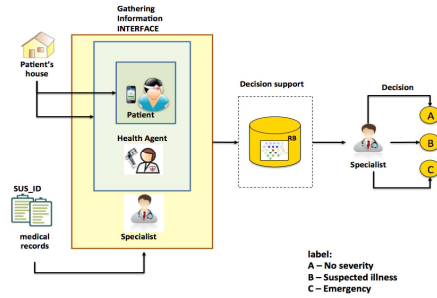 Gathering
Information
INTERFACE
Patient's
house
Patient
Health Agent
Specialist
SUS_ID
medical
records
Decision support
RB
Decision
Specialist
A
B
C
label:
A – No severity
B – Suspected illness
C – Emergency